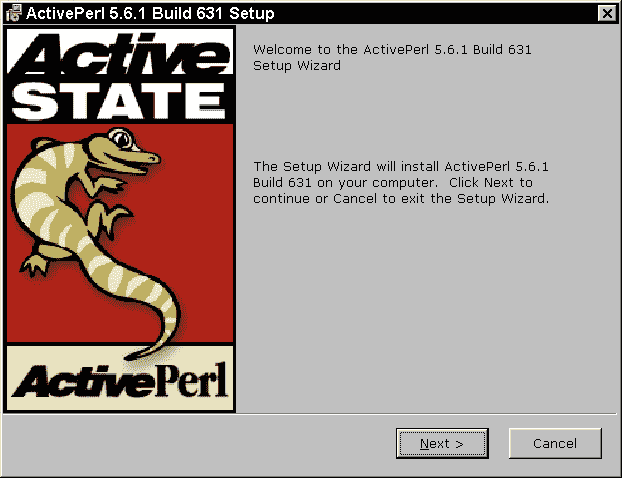 ActivePerl 5.6.1 Build 631 Setup
Active
STATE
ActivePerl
Welcome to the ActivePerl 5.6.1 Build 631
Setup Wizard
The Setup Wizard will install ActivePerl 5.6.1
Build 631 on your computer. Click Next to
continue or Cancel to exit the Setup Wizard.
Next >
Cancel